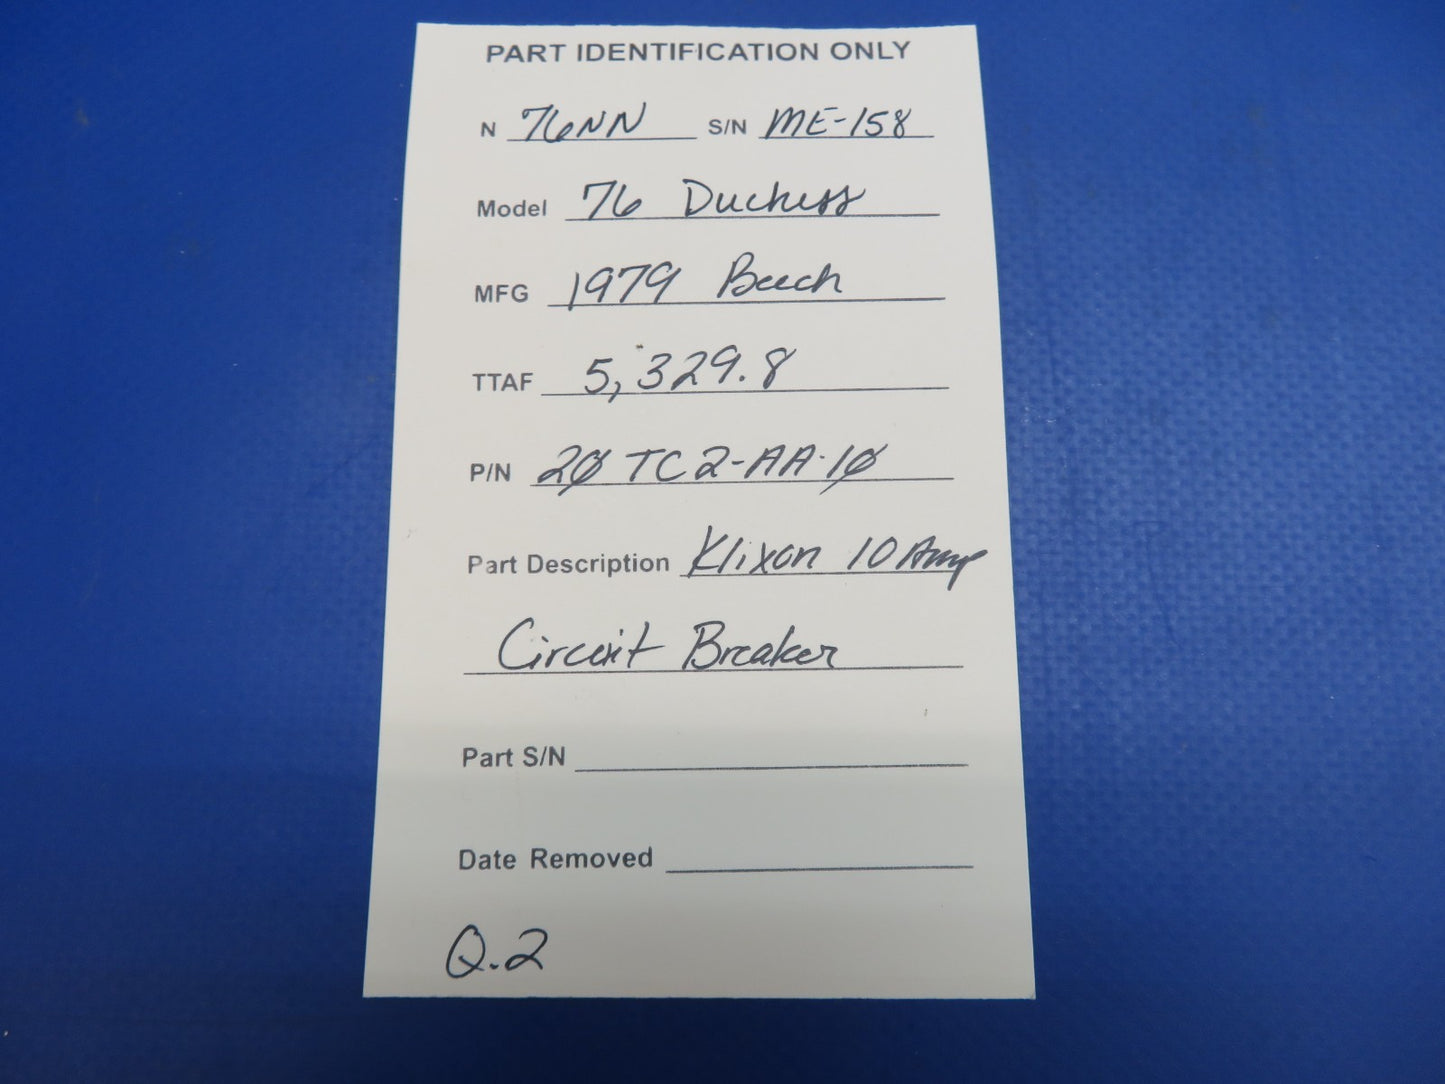 PART IDENTIFICATION ONLY
N 76NN S/N ME-158
Model 76 Duchess
MFG 1979 Beech
TTAF 5,329.8
P/N 20TC2-AA-10
Part Description Klixon 10 Amp
Circuit Breaker
Part S/N
Date Removed
Q.2